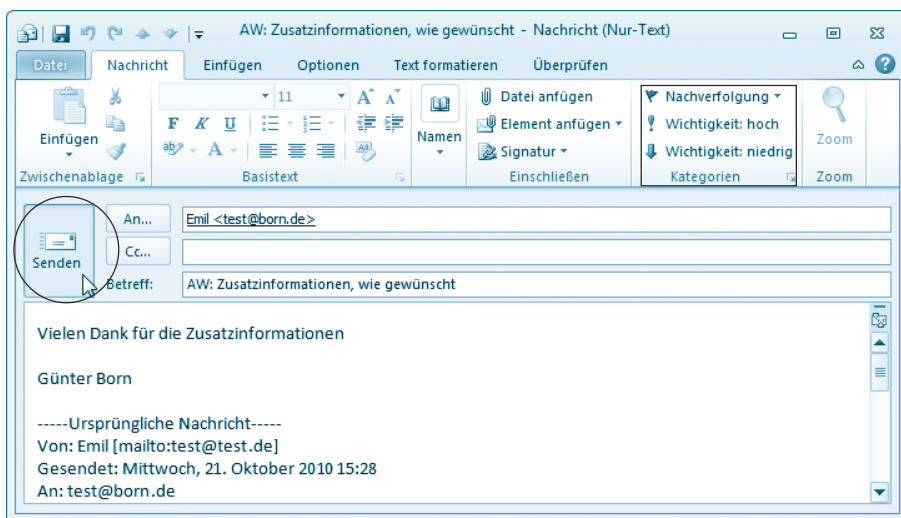 AW: Zusatzinformationen, wie gewünscht - Nachricht (Nur-Text)
Datei Nachricht Einfügen Optionen Text formatieren Überprüfen
Einfügen
Zwischenablage
11 A A
F K U
ab A Aa
Basistext
Namen
Datei anfügen
Element anfügen
Signatur
Einschließen
Nachverfolgung
Wichtigkeit: hoch
Wichtigkeit: niedrig
Kategorien
Zoom
Zoom
Senden
An... Emil <test@born.de>
Cc...
Betreff: AW: Zusatzinformationen, wie gewünscht
Vielen Dank für die Zusatzinformationen
Günter Born
-----Ursprüngliche Nachricht-----
Von: Emil [mailto:test@test.de]
Gesendet: Mittwoch, 21. Oktober 2010 15:28
An: test@born.de